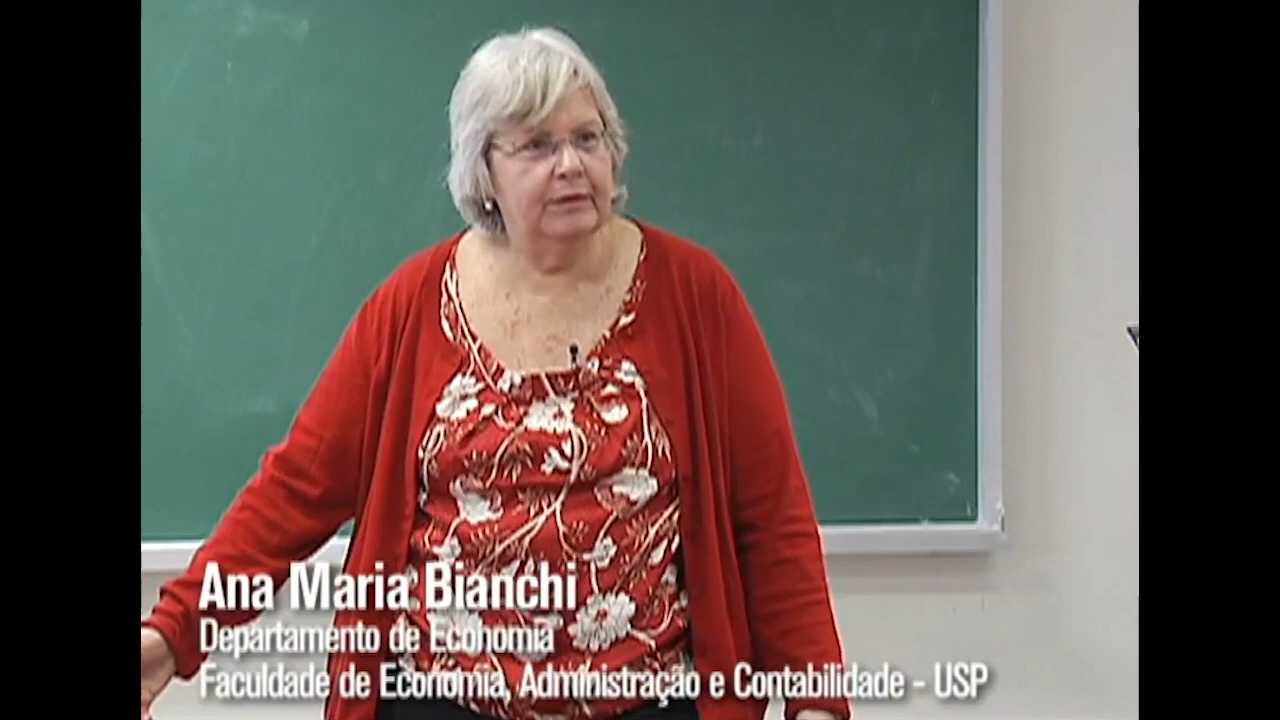 Ana Maria Bianchi
Departamento de Economia
Faculdade de Economia, Administração e Contabilidade - USP